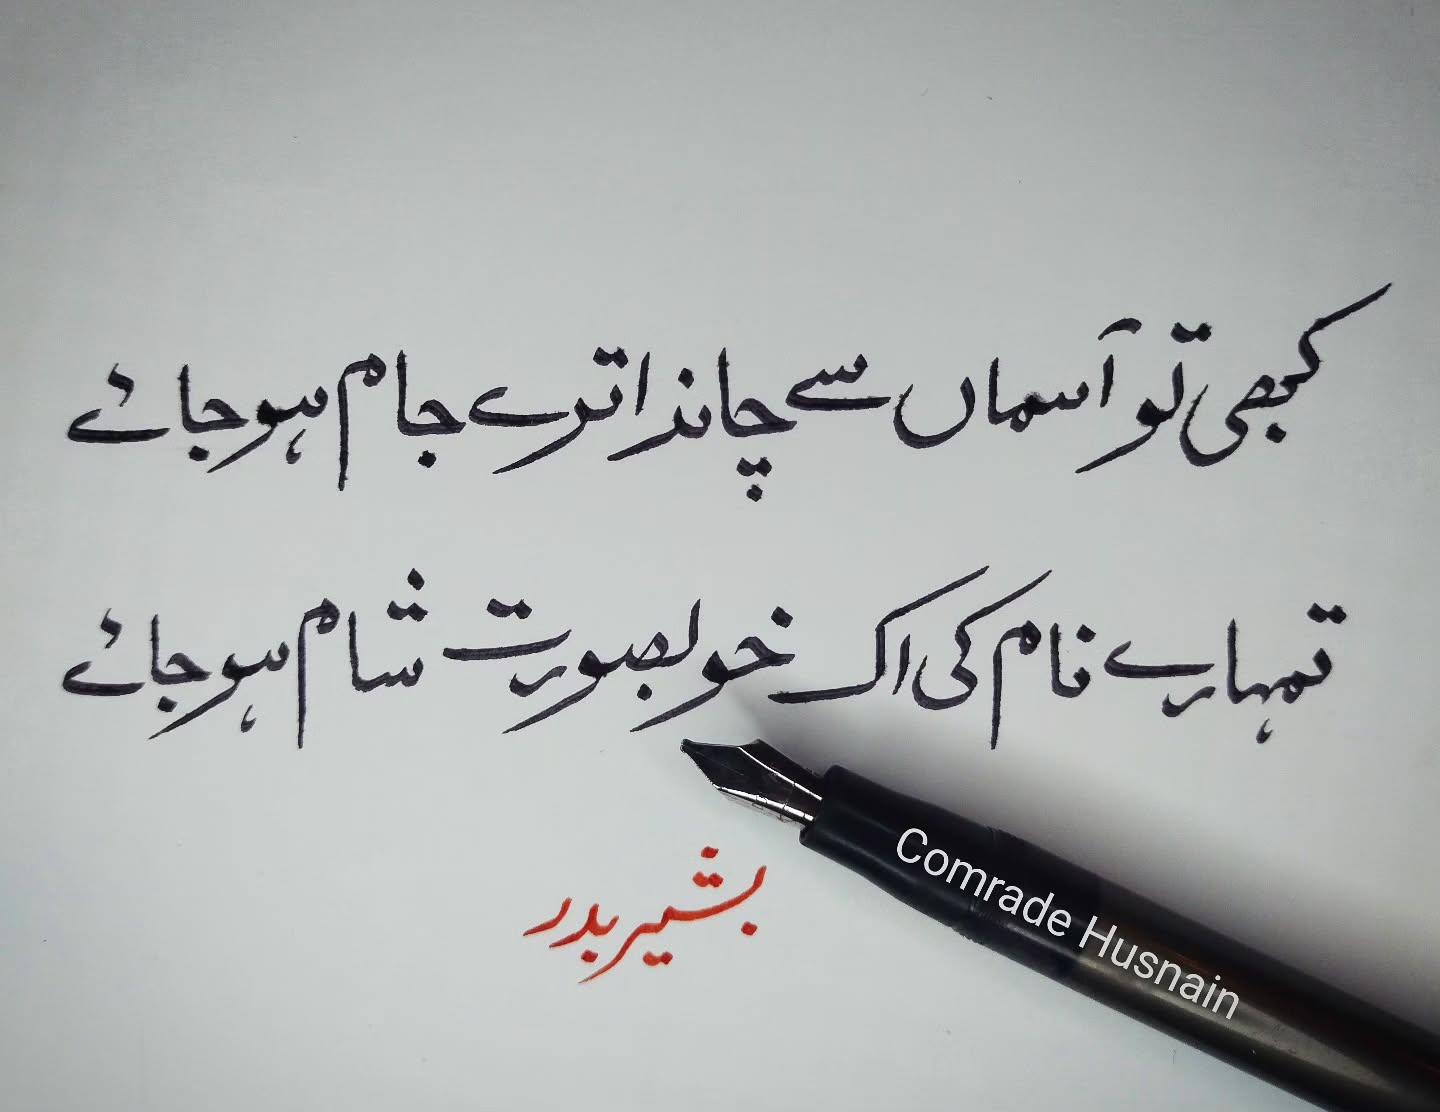 کبھی تو آسماں سے چاند اترے جام ہو جائے
تمہارے نام کی اک خوبصورت شام ہو جائے
بشیر بدر
Comrade Husnain